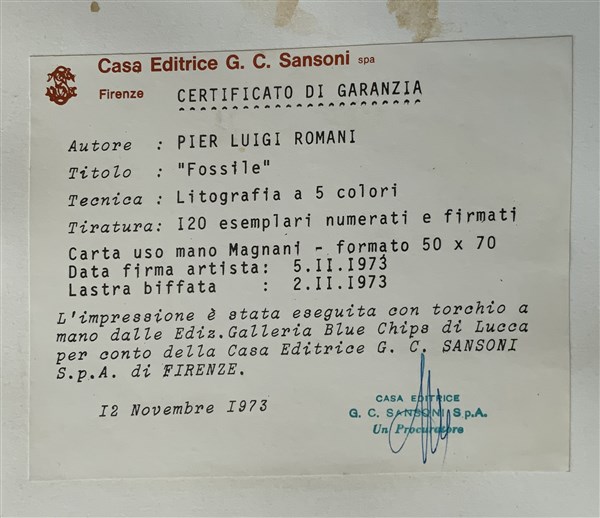 Casa Editrice G. C. Sansoni spa
Firenze
CERTIFICATO DI GARANZIA
Autore : PIER LUIGI ROMANI
Titolo : "Fossile"
Tecnica : Litografia a 5 colori
Tiratura: I20 esemplari numerati e firmati
Carta uso mano Magnani - formato 50 x 70
Data firma artista: 5.II.I973
Lastra biffata : 2.II.I973
L'impressione è stata eseguita con torchio a
mano dalle Ediz.Galleria Blue Chips di Lucca
per conto della Casa Editrice G. C. SANSONI
S.p.A. di FIRENZE.
I2 Novembre I973
CASA EDITRICE
G. C. SANSONI S.p.A.
Un Procuratore